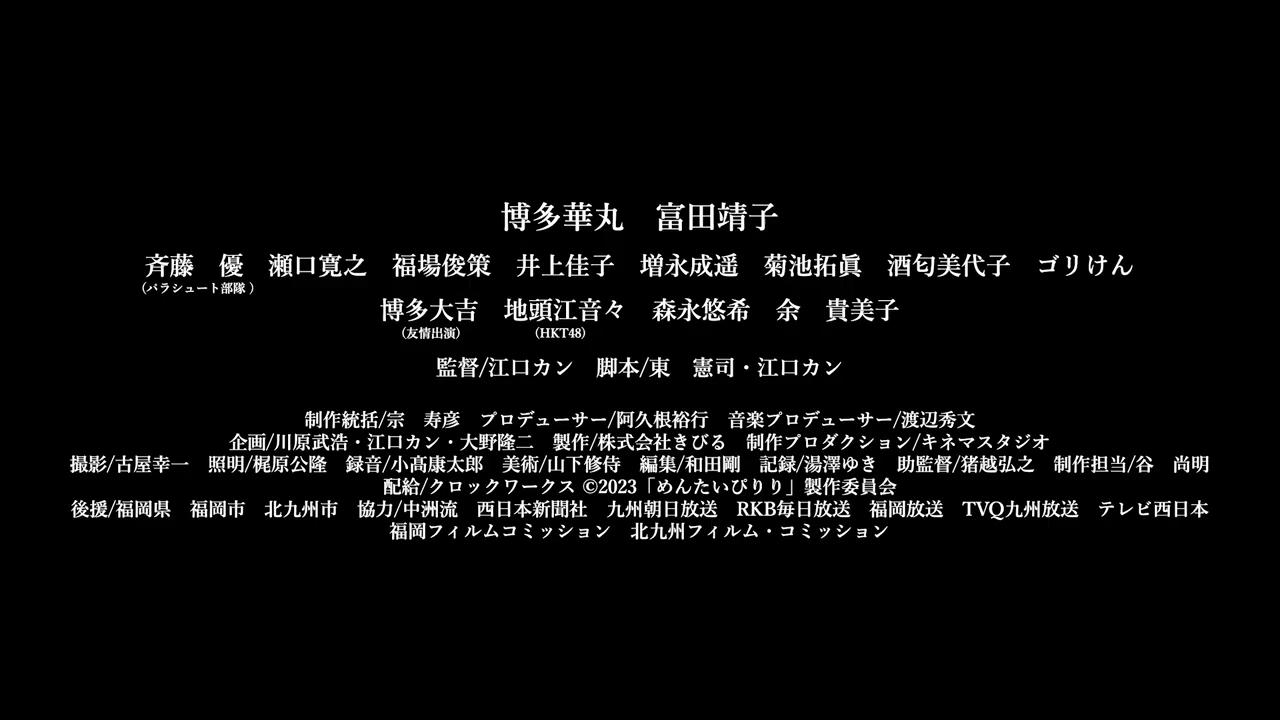 博多華丸　富田靖子
斉藤　優　瀬口寛之　福場俊策　井上佳子　増永成遥　菊池拓眞　酒匂美代子　ゴリけん
（パラシュート部隊）
博多大吉　地頭江音々　森永悠希　余　貴美子
（友情出演）　（HKT48）
監督/江口カン　脚本/東　憲司・江口カン
制作統括/宗　寿彦　プロデューサー/阿久根裕行　音楽プロデューサー/渡辺秀文
企画/川原武浩・江口カン・大野隆二　製作/株式会社きびる　制作プロダクション/キネマスタジオ
撮影/古屋幸一　照明/梶原公隆　録音/小髙康太郎　美術/山下修侍　編集/和田剛　記録/湯澤ゆき　助監督/猪越弘之　制作担当/谷　尚明
配給/クロックワークス ©2023「めんたいぴりり」製作委員会
後援/福岡県　福岡市　北九州市　協力/中洲流　西日本新聞社　九州朝日放送　RKB毎日放送　福岡放送　TVQ九州放送　テレビ西日本
福岡フィルムコミッション　北九州フィルム・コミッション